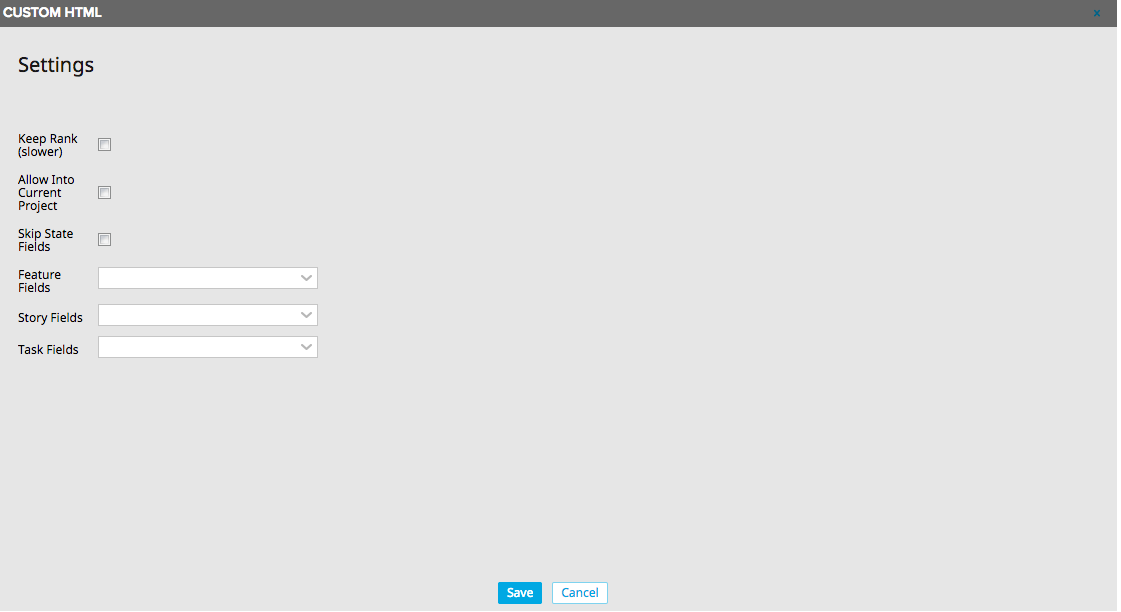 CUSTOM HTML
Settings
Keep Rank
(slower)
Allow Into
Current
Project
Skip State
Fields
Feature
Fields
Story Fields
Task Fields
Save Cancel